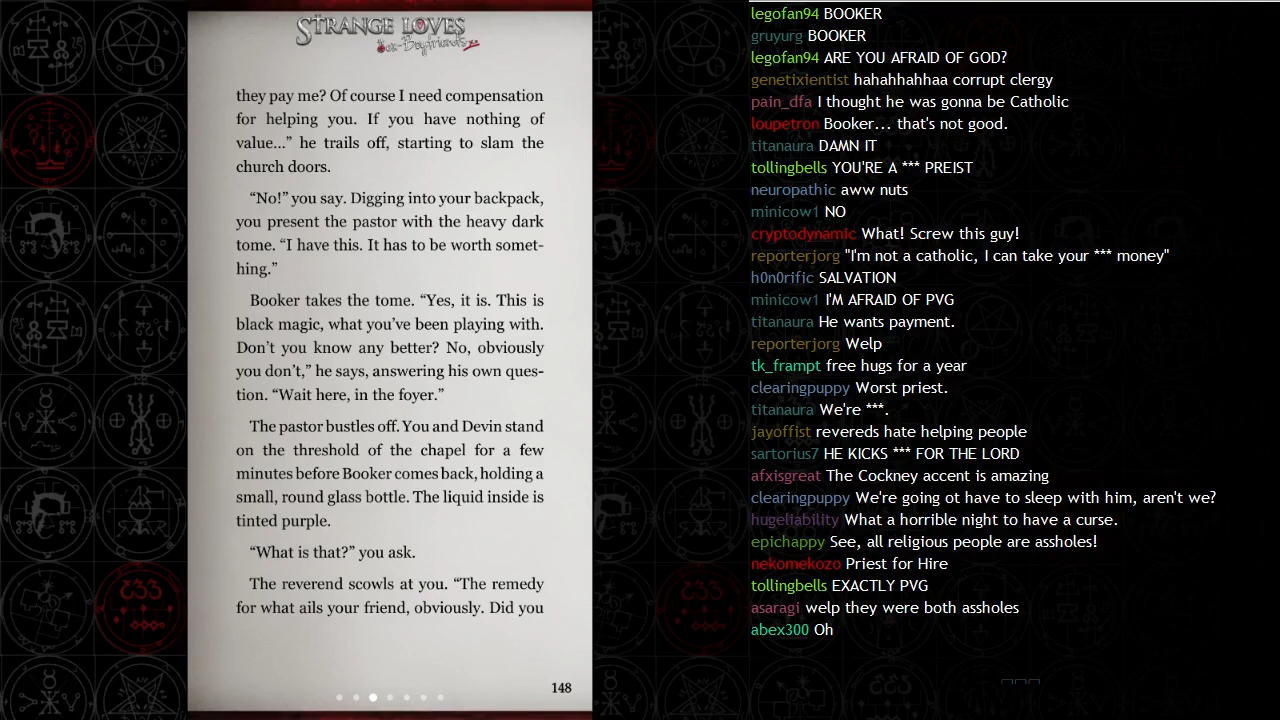 STRANGE LOVES
Vampire Boyfriends
they pay me? Of course I need compensation
for helping you. If you have nothing of
value...” he trails off, starting to slam the
church doors.
“No!” you say. Digging into your backpack,
you present the pastor with the heavy dark
tome. “I have this. It has to be worth somet-
hing.”
Booker takes the tome. “Yes, it is. This is
black magic, what you’ve been playing with.
Don’t you know any better? No, obviously
you don’t,” he says, answering his own ques-
tion. “Wait here, in the foyer.”
The pastor bustles off. You and Devin stand
on the threshold of the chapel for a few
minutes before Booker comes back, holding a
small, round glass bottle. The liquid inside is
tinted purple.
“What is that?” you ask.
The reverend scowls at you. “The remedy
for what ails your friend, obviously. Did you
148
legofan94 BOOKER
gruyurg BOOKER
legofan94 ARE YOU AFRAID OF GOD?
genetixientist hahahhahhaa corrupt clergy
pain_dfa I thought he was gonna be Catholic
loupetron Booker... that's not good.
titanaura DAMN IT
tollingbells YOU'RE A *** PREIST
neuropathic aww nuts
minicow1 NO
cryptodynamic What! Screw this guy!
reporterjorg "I'm not a catholic, I can take your *** money"
h0n0rific SALVATION
minicow1 I'M AFRAID OF PVG
titanaura He wants payment.
reporterjorg Welp
tk_frampt free hugs for a year
clearingpuppy Worst priest.
titanaura We're ***.
jayoffist revereds hate helping people
sartorius7 HE KICKS *** FOR THE LORD
afxisgreat The Cockney accent is amazing
clearingpuppy We're going ot have to sleep with him, aren't we?
hugeliability What a horrible night to have a curse.
epichappy See, all religious people are assholes!
nekomekozo Priest for Hire
tollingbells EXACTLY PVG
asaragi welp they were both assholes
abex300 Oh